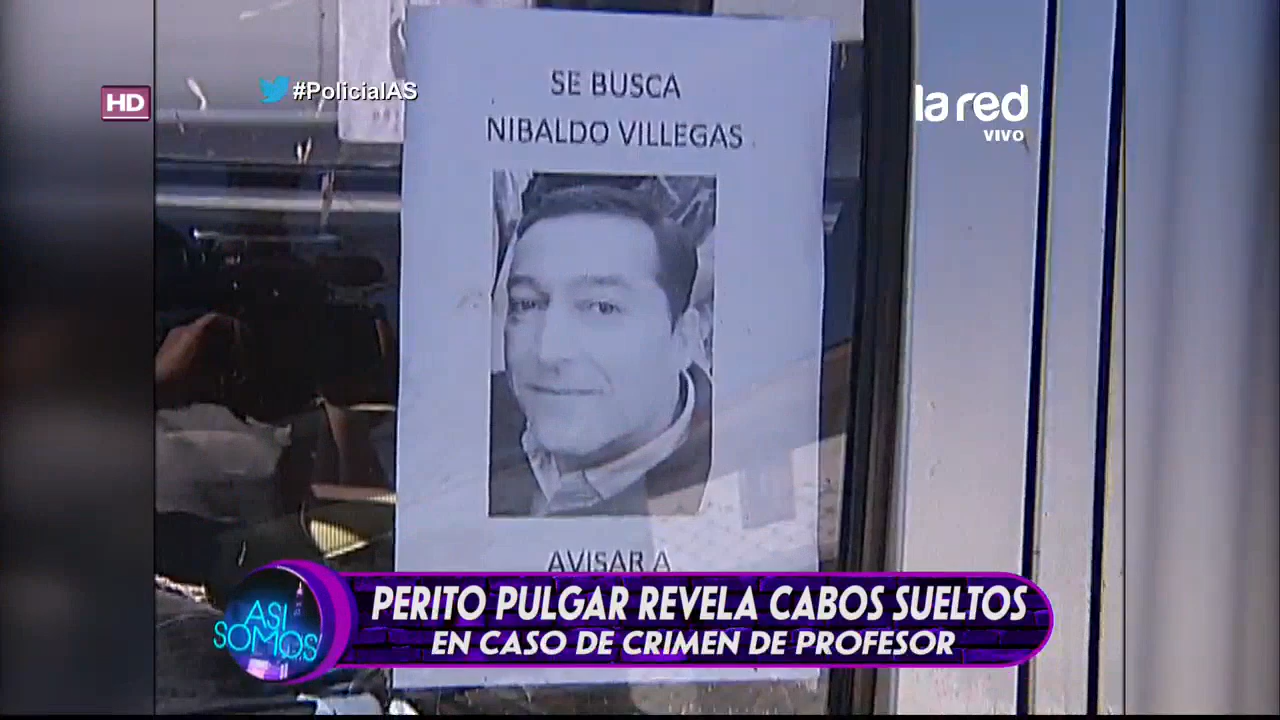 HD
#PolicialAS
la red
VIVO
SE BUSCA
NIBALDO VILLEGAS
AVISAR A
ASI
SOMOS
PERITO PULGAR REVELA CABOS SUELTOS
EN CASO DE CRIMEN DE PROFESOR